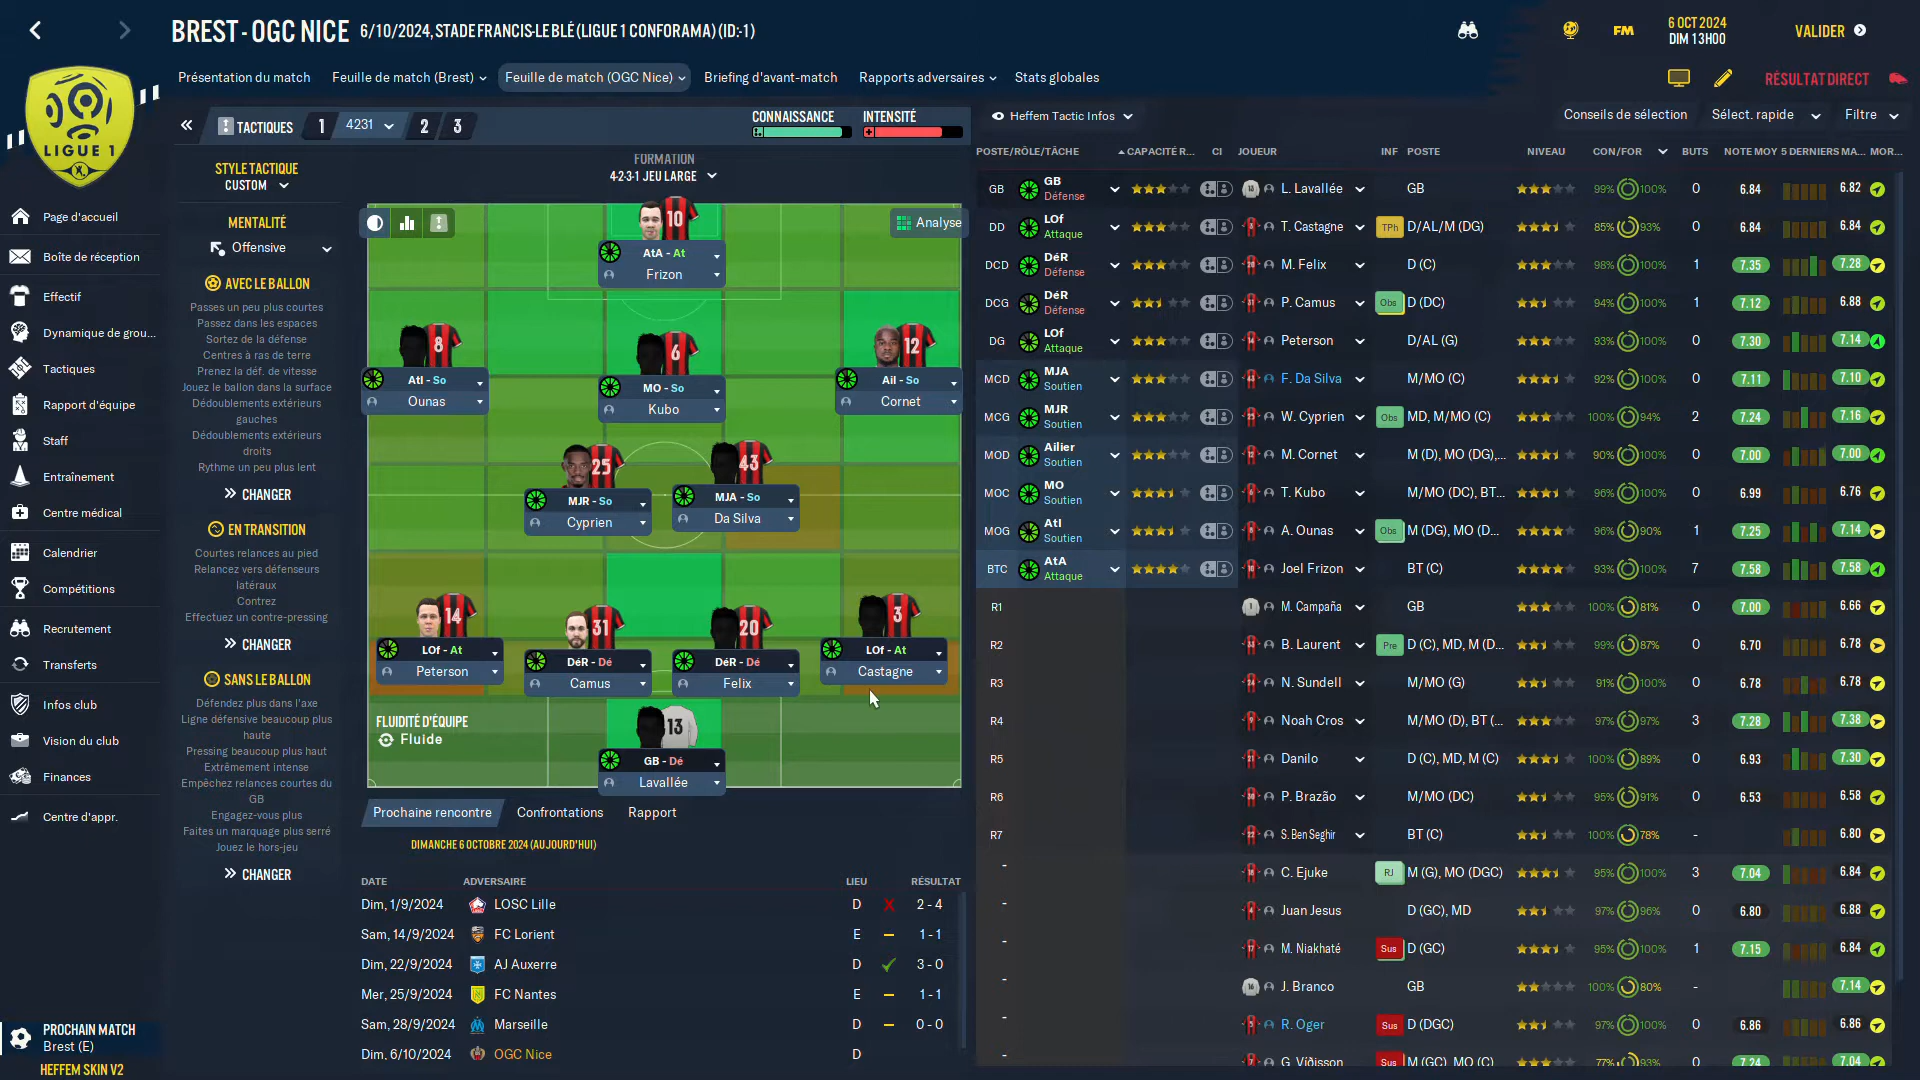 BREST - OGC NICE 6/10/2024, STADE FRANCIS-LE BLÉ (LIGUE 1 CONFORAMA) (ID:-1)
FM
6 OCT 2024
DIM 13H00
VALIDER
Présentation du match
Feuille de match (Brest)
Feuille de match (OGC Nice)
Briefing d'avant-match
Rapports adversaires
Stats globales
RÉSULTAT DIRECT
LIGUE 1
Page d'accueil
Boîte de réception
Effectif
Dynamique de grou...
Tactiques
Rapport d'équipe
Staff
Entraînement
Centre médical
Calendrier
Compétitions
Recrutement
Transferts
Infos club
Vision du club
Finances
Centre d'appr.
PROCHAIN MATCH
Brest (E)
HEFFEM SKIN V2
TACTIQUES 1 4231 2 3
CONNAISSANCE
INTENSITÉ
STYLE TACTIQUE
CUSTOM
MENTALITÉ
Offensive
AVEC LE BALLON
Passes un peu plus courtes
Passez dans les espaces
Sortez de la défense
Centres à ras de terre
Prenez la déf. de vitesse
Jouez le ballon dans la surface
Dédoublements extérieurs
gauches
Dédoublements extérieurs
droits
Rythme un peu plus lent
CHANGER
EN TRANSITION
Courtes relances au pied
Relancez vers défenseurs
latéraux
Contrez
Effectuez un contre-pressing
CHANGER
SANS LE BALLON
Défendez plus dans l'axe
Ligne défensive beaucoup plus
haute
Pressing beaucoup plus haut
Extrêmement intense
Empêchez relances courtes du
GB
Engagez-vous plus
Faites un marquage plus serré
Jouez le hors-jeu
CHANGER
FORMATION
4-2-3-1 JEU LARGE
Analyse
10
AtA - At
Frizon
8
AtI - So
Ounas
6
MO - So
Kubo
12
Ail - So
Cornet
25
MJR - So
Cyprien
43
MJA - So
Da Silva
14
LOf - At
Peterson
31
DéR - Dé
Camus
20
DéR - Dé
Felix
3
LOf - At
Castagne
13
GB - Dé
Lavallée
FLUIDITÉ D'ÉQUIPE
Fluide
Prochaine rencontre
Confrontations
Rapport
DIMANCHE 6 OCTOBRE 2024 (AUJOURD'HUI)
DATE ADVERSAIRE LIEU RÉSULTAT
Dim, 1/9/2024 LOSC Lille D 2 - 4
Sam, 14/9/2024 FC Lorient E 1 - 1
Dim, 22/9/2024 AJ Auxerre D 3 - 0
Mer, 25/9/2024 FC Nantes E 1 - 1
Sam, 28/9/2024 Marseille D 0 - 0
Dim, 6/10/2024 OGC Nice D
Heffem Tactic Infos
Conseils de sélection
Sélect. rapide
Filtre
POSTE/RÔLE/TÂCHE CAPACITÉ R... CI JOUEUR INF POSTE NIVEAU CON/FOR BUTS NOTE MOY 5 DERNIERS MA... MOR...
GB GB Défense L. Lavallée GB 99% 100% 0 6.84 6.82
DD LOf Attaque T. Castagne TPh D/AL/M (DG) 85% 93% 0 6.84 6.84
DCD DéR Défense M. Felix D (C) 98% 100% 1 7.35 7.28
DCG DéR Défense P. Camus Obs D (DC) 94% 100% 1 7.12 6.88
DG LOf Attaque Peterson D/AL (G) 93% 100% 0 7.30 7.14
MCD MJA Soutien F. Da Silva M/MO (C) 92% 100% 0 7.11 7.10
MCG MJR Soutien W. Cyprien Obs MD, M/MO (C) 100% 94% 2 7.24 7.16
MOD Ailier Soutien M. Cornet M (D), MO (DG),... 90% 100% 0 7.00 7.00
MOC MO Soutien T. Kubo M/MO (DC), BT... 96% 100% 0 6.99 6.76
MOG AtI Soutien A. Ounas Obs M (DG), MO (D... 96% 90% 1 7.25 7.14
BTC AtA Attaque Joel Frizon BT (C) 93% 100% 7 7.58 7.58
R1 M. Campaña GB 100% 81% 0 7.00 6.66
R2 B. Laurent Pre D (C), MD, M (D... 99% 87% 0 6.70 6.78
R3 N. Sundell M/MO (G) 91% 100% 0 6.78 6.78
R4 Noah Cros M/MO (D), BT (... 97% 97% 3 7.28 7.38
R5 Danilo D (C), MD, M (C) 100% 89% 0 6.93 7.30
R6 P. Brazão M/MO (DC) 95% 91% 0 6.53 6.58
R7 S. Ben Seghir BT (C) 100% 78% - 6.80
- C. Ejuke RJ M (G), MO (DGC) 95% 100% 3 7.04 6.84
- Juan Jesus D (GC), MD 97% 96% 0 6.80 6.88
- M. Niakhaté Sus D (GC) 95% 100% 1 7.15 6.84
- J. Branco GB 100% 80% - 7.14
- R. Oger Sus D (DGC) 97% 100% 0 6.86 6.86
- G. Víðisson Sus M (GC), MO (C) 77% 93% 0 7.24 7.04